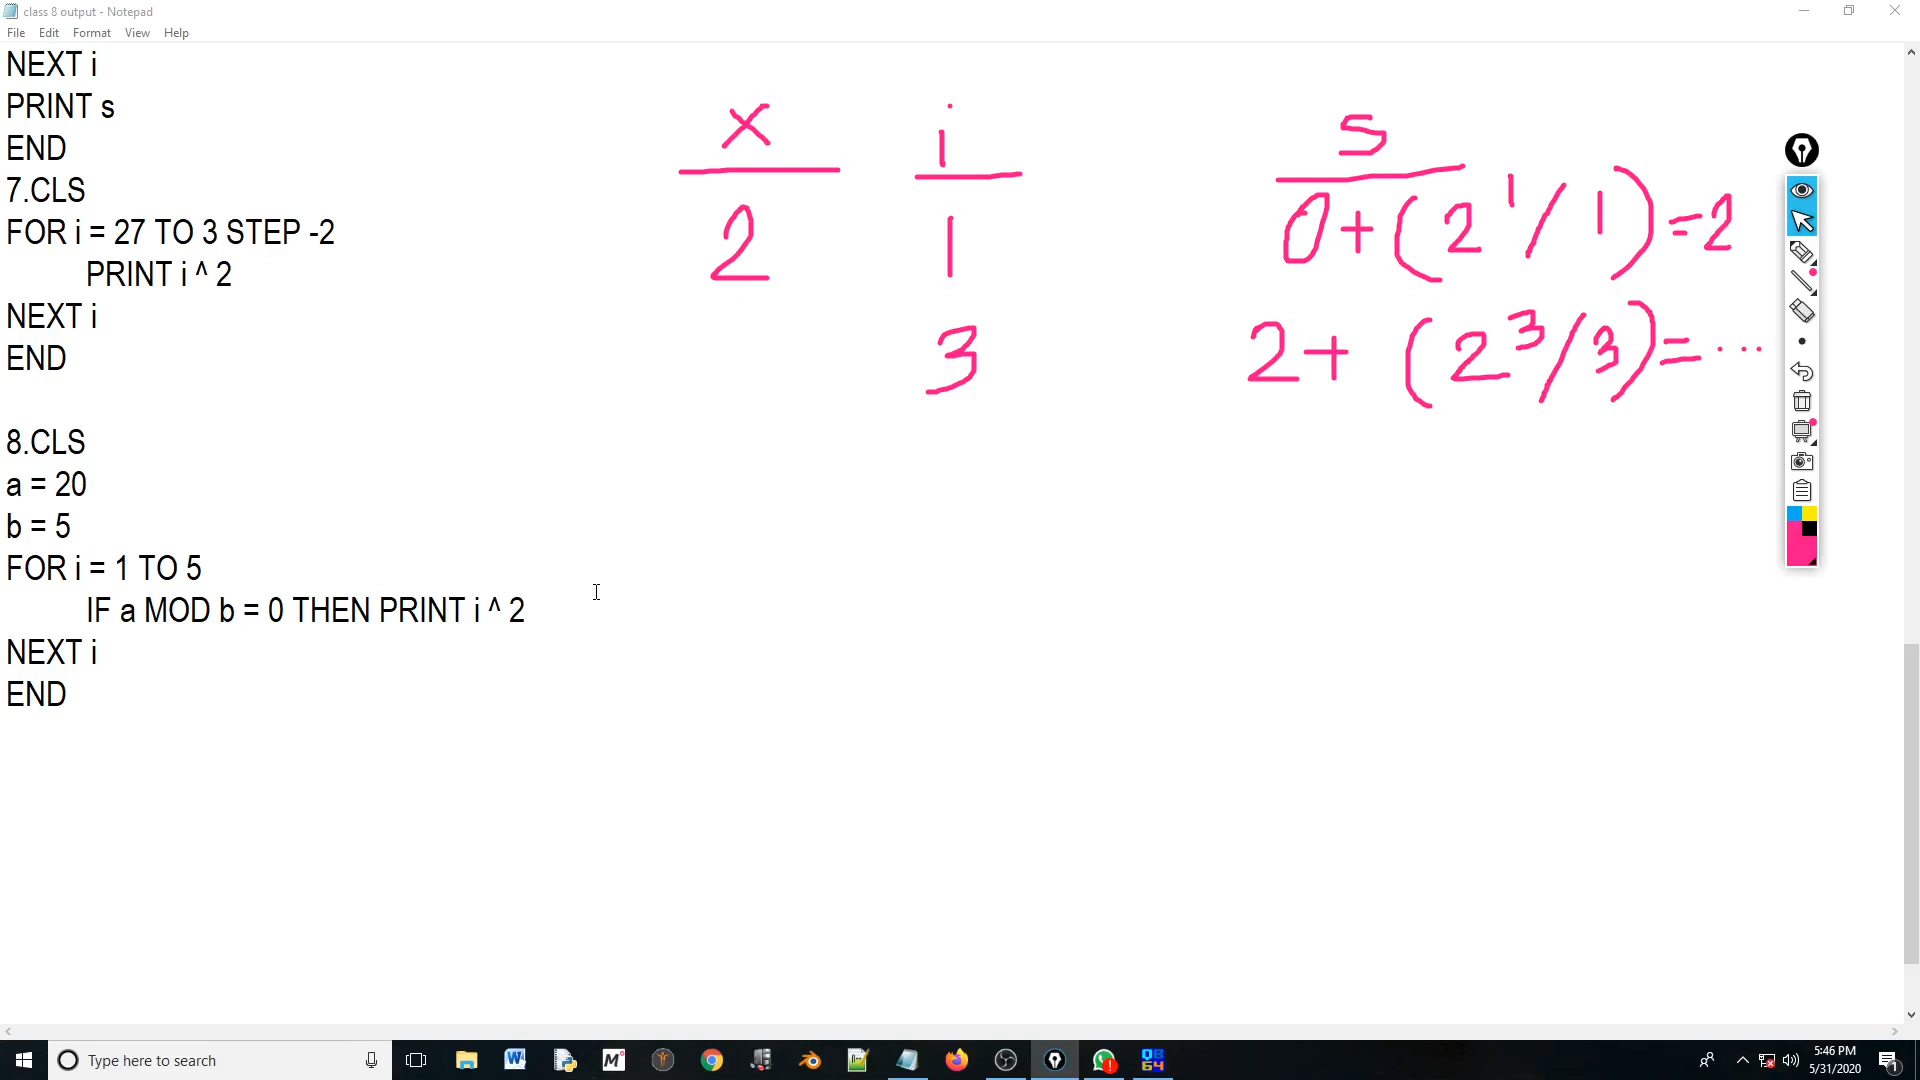 class 8 output - Notepad
File Edit Format View Help
NEXT i
PRINT s
END
7.CLS
FOR i = 27 TO 3 STEP -2
PRINT i ^ 2
NEXT i
END
8.CLS
a = 20
b = 5
FOR i = 1 TO 5
IF a MOD b = 0 THEN PRINT i ^ 2
NEXT i
END
x i s
2 1 0+(2^1/1)=2
3 2+(2^3/3)=...
Type here to search
5:46 PM
5/31/2020